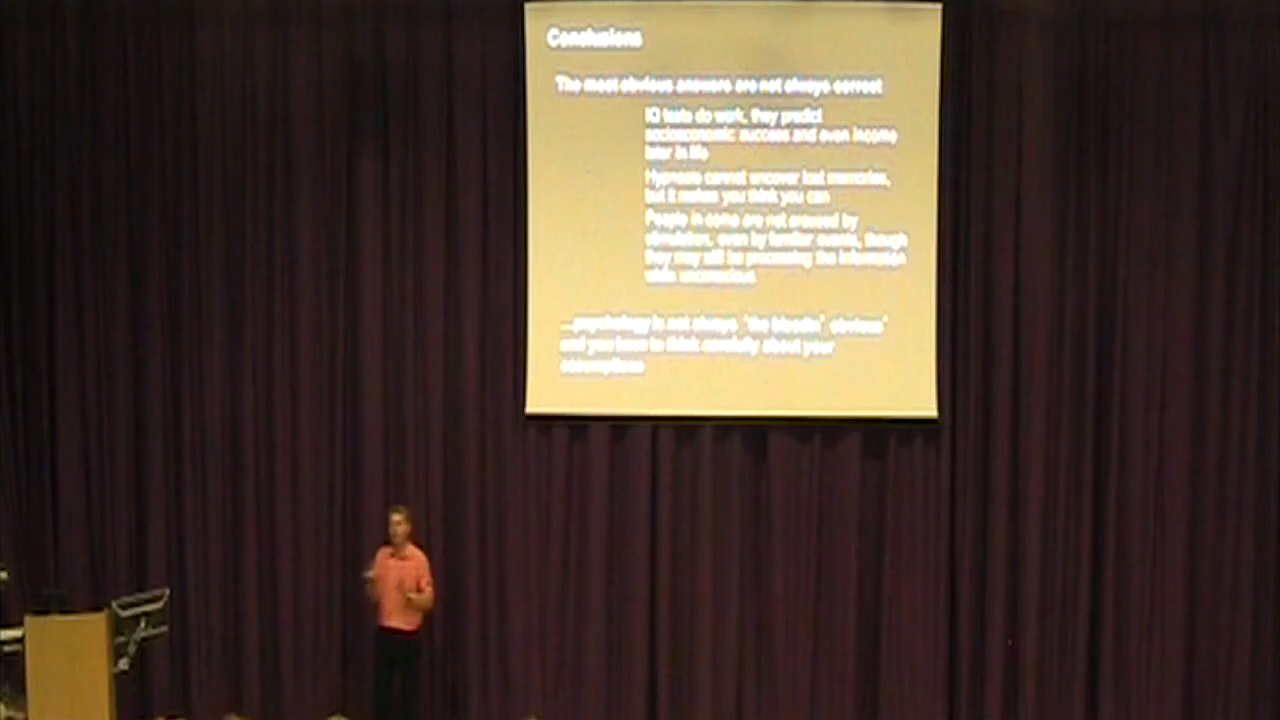 Conclusions
The most obvious answers are not always correct
IQ tests do work, they predict
socioeconomic success and even income
later in life
Hypnosis cannot uncover lost memories,
but it makes you think you can
People in coma are not aroused by
stimulation, even by familiar events, though
they may still be processing the information
while unconscious
...psychology is not always 'the bleedin' obvious'
and you have to think carefully about your
assumptions